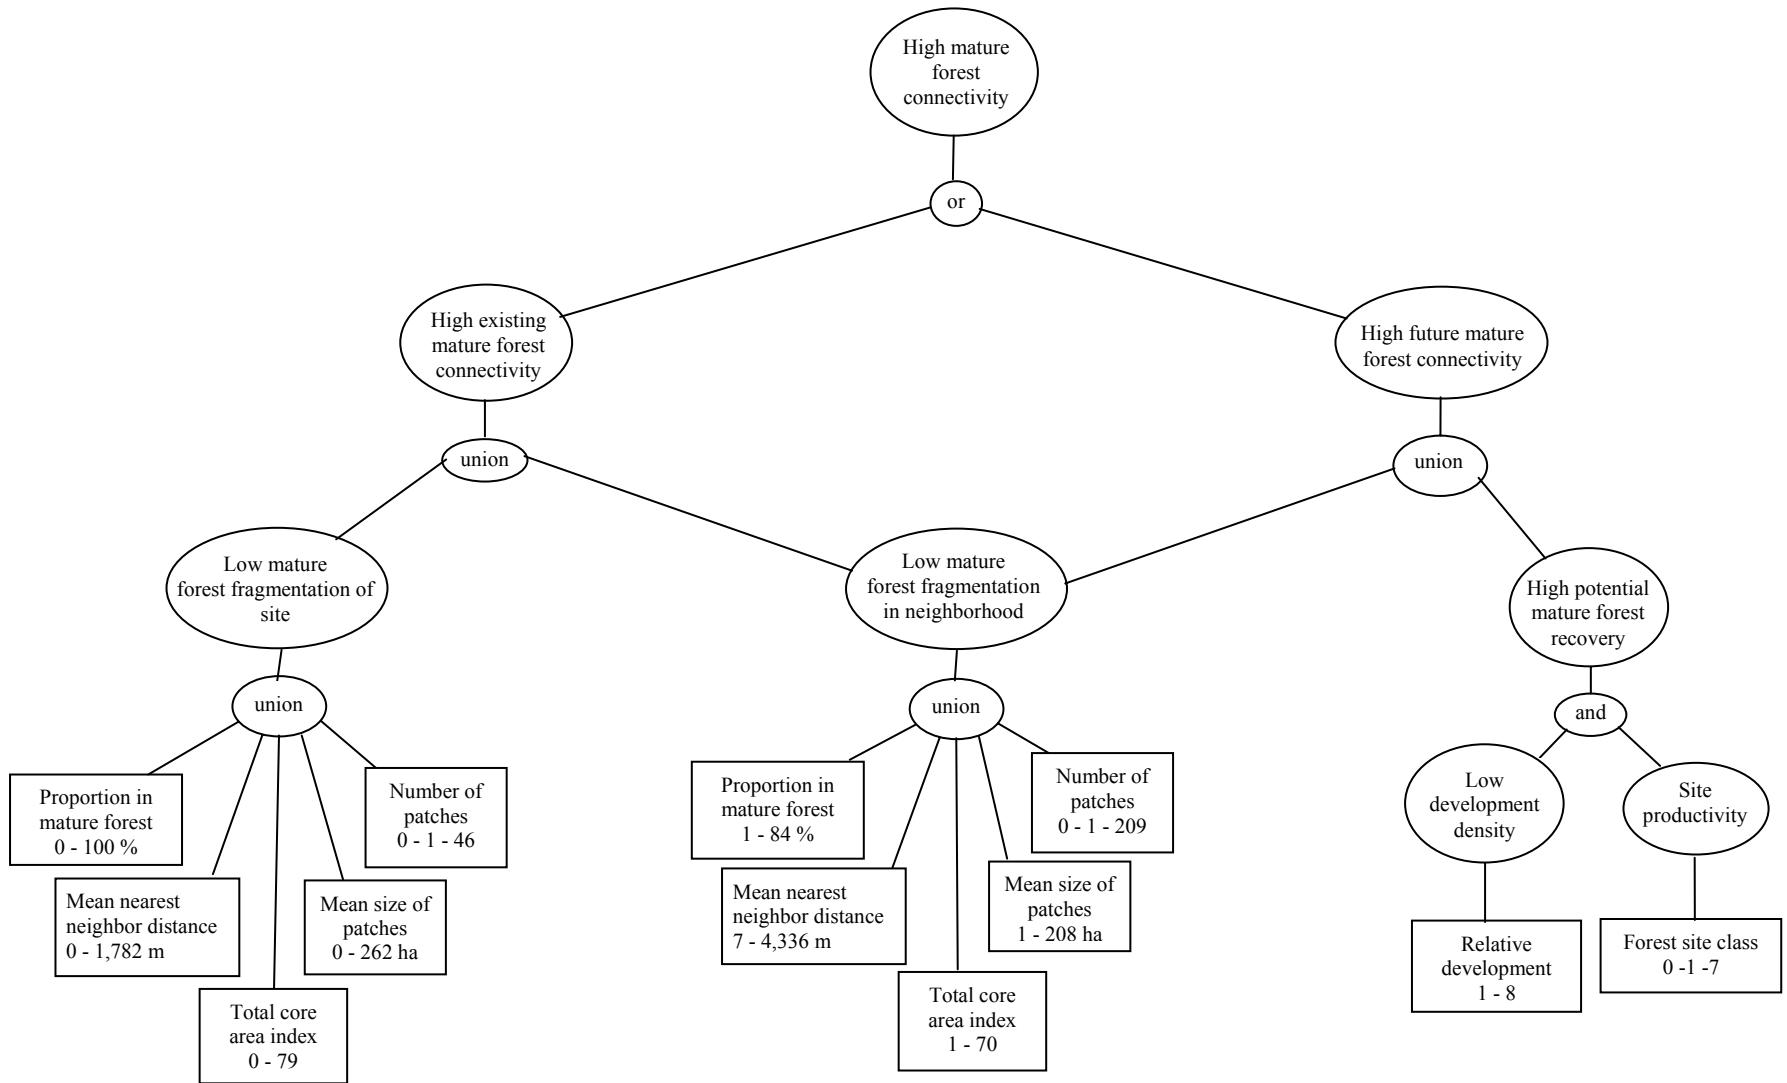 High mature
forest
connectivity
or
High existing
mature forest
connectivity
High future mature
forest connectivity
union
union
Low mature
forest fragmentation of
site
Low mature
forest fragmentation
in neighborhood
High potential
mature forest
recovery
union
union
and
Proportion in
mature forest
0 - 100 %
Mean nearest
neighbor distance
0 - 1,782 m
Total core
area index
0 - 79
Mean size of
patches
0 - 262 ha
Number of
patches
0 - 1 - 46
Proportion in
mature forest
1 - 84 %
Mean nearest
neighbor distance
7 - 4,336 m
Total core
area index
1 - 70
Mean size of
patches
1 - 208 ha
Number of
patches
0 - 1 - 209
Low
development
density
Site
productivity
Relative
development
1 - 8
Forest site class
0 -1 -7